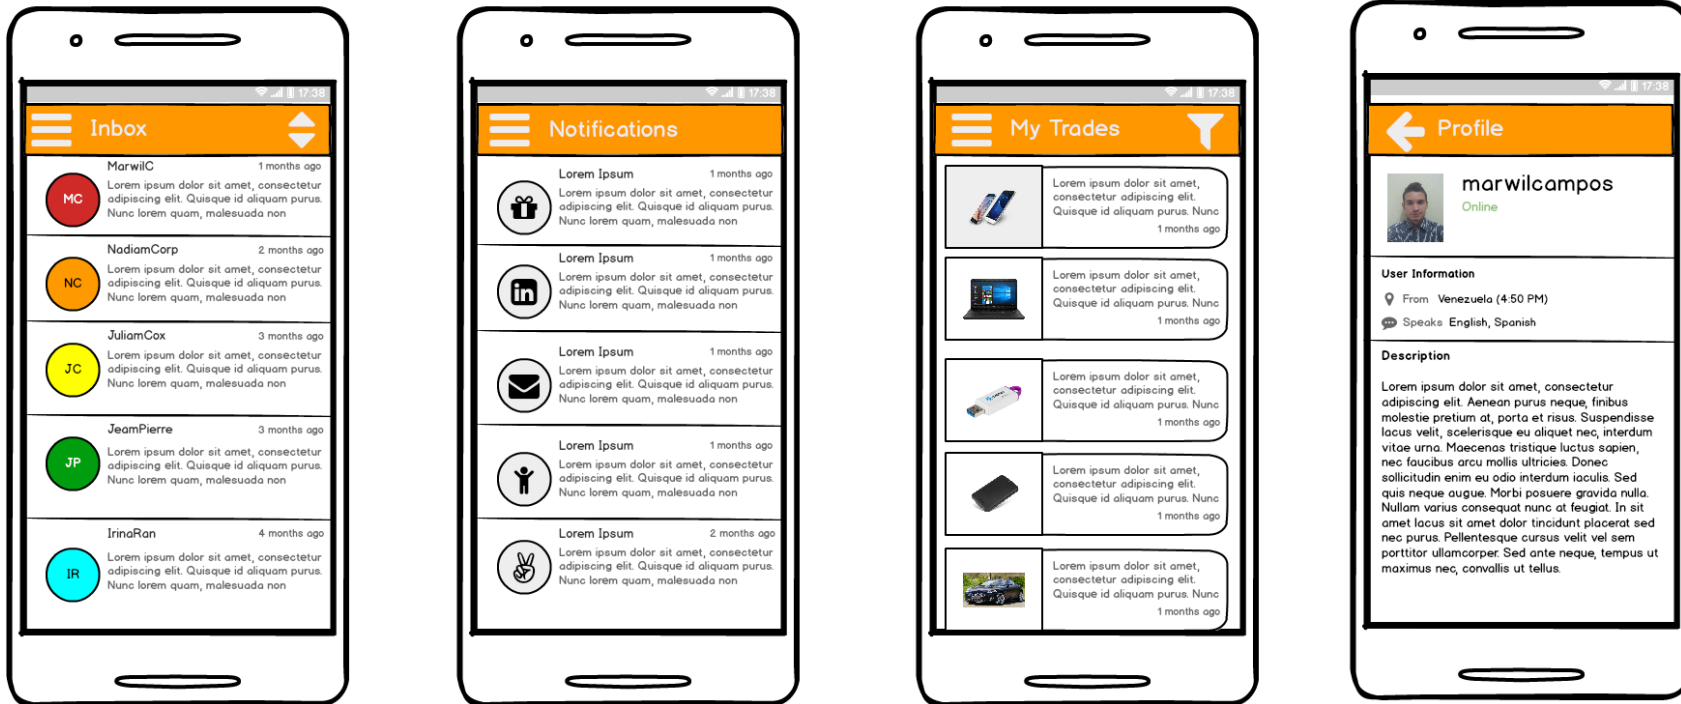 17:38
Inbox
MarwilC 1 months ago
MC
Lorem ipsum dolor sit amet, consectetur
adipiscing elit. Quisque id aliquam purus.
Nunc lorem quam, malesuada non
NadiamCorp 2 months ago
NC
Lorem ipsum dolor sit amet, consectetur
adipiscing elit. Quisque id aliquam purus.
Nunc lorem quam, malesuada non
JuliamCox 3 months ago
JC
Lorem ipsum dolor sit amet, consectetur
adipiscing elit. Quisque id aliquam purus.
Nunc lorem quam, malesuada non
JeamPierre 3 months ago
JP
Lorem ipsum dolor sit amet, consectetur
adipiscing elit. Quisque id aliquam purus.
Nunc lorem quam, malesuada non
IrinaRan 4 months ago
IR
Lorem ipsum dolor sit amet, consectetur
adipiscing elit. Quisque id aliquam purus.
Nunc lorem quam, malesuada non
17:38
Notifications
Lorem Ipsum 1 months ago
Lorem ipsum dolor sit amet, consectetur
adipiscing elit. Quisque id aliquam purus.
Nunc lorem quam, malesuada non
Lorem Ipsum 1 months ago
in
Lorem ipsum dolor sit amet, consectetur
adipiscing elit. Quisque id aliquam purus.
Nunc lorem quam, malesuada non
Lorem Ipsum 1 months ago
Lorem ipsum dolor sit amet, consectetur
adipiscing elit. Quisque id aliquam purus.
Nunc lorem quam, malesuada non
Lorem Ipsum 1 months ago
Lorem ipsum dolor sit amet, consectetur
adipiscing elit. Quisque id aliquam purus.
Nunc lorem quam, malesuada non
Lorem Ipsum 2 months ago
Lorem ipsum dolor sit amet, consectetur
adipiscing elit. Quisque id aliquam purus.
Nunc lorem quam, malesuada non
17:38
My Trades
Lorem ipsum dolor sit amet,
consectetur adipiscing elit.
Quisque id aliquam purus. Nunc
1 months ago
Lorem ipsum dolor sit amet,
consectetur adipiscing elit.
Quisque id aliquam purus. Nunc
1 months ago
Lorem ipsum dolor sit amet,
consectetur adipiscing elit.
Quisque id aliquam purus. Nunc
1 months ago
Lorem ipsum dolor sit amet,
consectetur adipiscing elit.
Quisque id aliquam purus. Nunc
1 months ago
Lorem ipsum dolor sit amet,
consectetur adipiscing elit.
Quisque id aliquam purus. Nunc
1 months ago
17:38
Profile
marwilcampos
Online
User Information
From Venezuela (4:50 PM)
Speaks English, Spanish
Description
Lorem ipsum dolor sit amet, consectetur
adipiscing elit. Aenean purus neque, finibus
molestie pretium at, porta et risus. Suspendisse
lacus velit, scelerisque eu aliquet nec, interdum
vitae urna. Maecenas tristique luctus sapien,
nec faucibus arcu mollis ultricies. Donec
sollicitudin enim eu odio interdum iaculis. Sed
quis neque augue. Morbi posuere gravida nulla.
Nullam varius consequat nunc at feugiat. In sit
amet lacus sit amet dolor tincidunt placerat sed
nec purus. Pellentesque cursus velit vel sem
porttitor ullamcorper. Sed ante neque, tempus ut
maximus nec, convallis ut tellus.